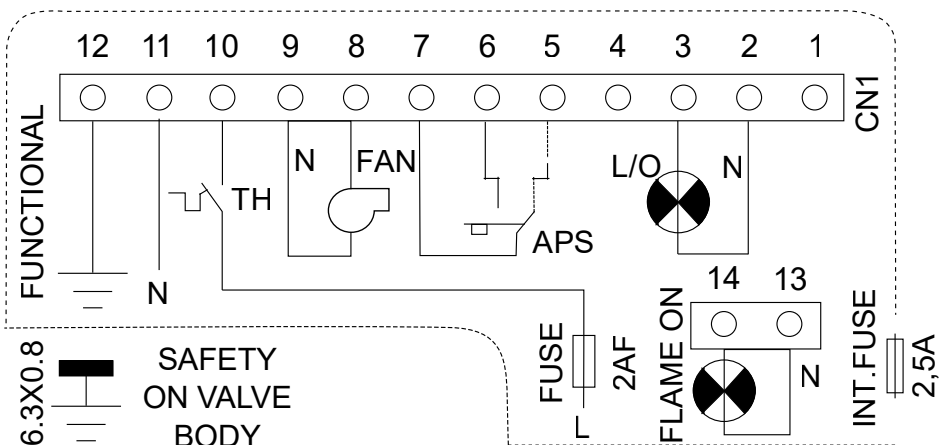 12 11 10 9 8 7 6 5 4 3 2 1
CN1
FUNCTIONAL
N
TH
N
FAN
APS
L/O
N
14 13
FLAME ON
N
INT.FUSE
2,5A
FUSE
2AF
L
6.3X0.8
SAFETY
ON VALVE
BODY